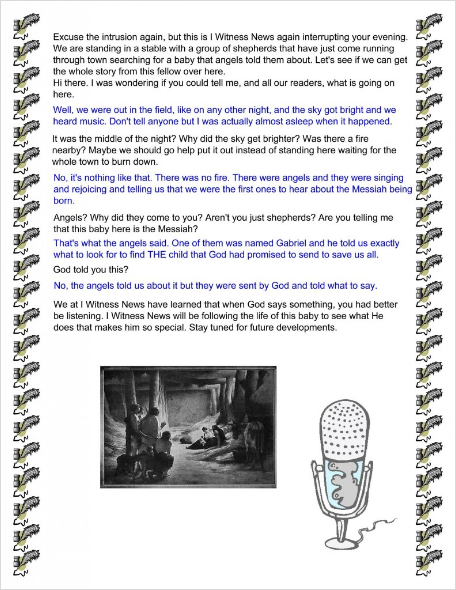 Excuse the intrusion again, but this is I Witness News again interrupting your evening.
We are standing in a stable with a group of shepherds that have just come running
through town searching for a baby that angels told them about. Let's see if we can get
the whole story from this fellow over here.
Hi there. I was wondering if you could tell me, and all our readers, what is going on
here.
Well, we were out in the field, like on any other night, and the sky got bright and we
heard music. Don't tell anyone but I was actually almost asleep when it happened.
It was the middle of the night? Why did the sky get brighter? Was there a fire
nearby? Maybe we should go help put it out instead of standing here waiting for the
whole town to burn down.
No, it's nothing like that. There was no fire. There were angels and they were singing
and rejoicing and telling us that we were the first ones to hear about the Messiah being
born.
Angels? Why did they come to you? Aren't you just shepherds? Are you telling me
that this baby here is the Messiah?
That's what the angels said. One of them was named Gabriel and he told us exactly
what to look for to find THE child that God had promised to send to save us all.
God told you this?
No, the angels told us about it but they were sent by God and told what to say.
We at I Witness News have learned that when God says something, you had better
be listening. I Witness News will be following the life of this baby to see what He
does that makes him so special. Stay tuned for future developments.